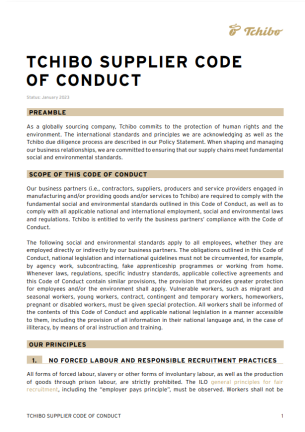 Tchibo
TCHIBO SUPPLIER CODE
OF CONDUCT
Status: January 2023
PREAMBLE
As a globally sourcing company, Tchibo commits to the protection of human rights and the
environment. The international standards and principles we are acknowledging as well as the
Tchibo due diligence process are described in our Policy Statement. When shaping and managing
our business relationships, we are committed to ensuring that our supply chains meet fundamental
social and environmental standards.
SCOPE OF THIS CODE OF CONDUCT
Our business partners (i.e., contractors, suppliers, producers and service providers engaged in
manufacturing and/or providing goods and/or services to Tchibo) are required to comply with the
fundamental social and environmental standards outlined in this Code of Conduct, as well as to
comply with all applicable national and international employment, social and environmental laws
and regulations. Tchibo is entitled to verify the business partners' compliance with the Code of
Conduct.
The following social and environmental standards apply to all employees, whether they are
employed directly or indirectly by our business partners. The obligations outlined in this Code of
Conduct, national legislation and international guidelines must not be circumvented, for example,
by agency work, subcontracting, fake apprenticeship programmes or working from home.
Whenever laws, regulations, specific industry standards, applicable collective agreements and
this Code of Conduct contain similar provisions, the provision that provides greater protection
for employees and/or the environment shall apply. Vulnerable workers, such as migrant and
seasonal workers, young workers, contract, contingent and temporary workers, homeworkers,
pregnant or disabled workers, must be given special protection. All workers shall be informed of
the contents of this Code of Conduct and applicable national legislation in a manner accessible
to them, including the provision of all information in their national language and, in the case of
illiteracy, by means of oral instruction and training.
OUR PRINCIPLES
1. NO FORCED LABOUR AND RESPONSIBLE RECRUITMENT PRACTICES
All forms of forced labour, slavery or other forms of involuntary labour, as well as the production
of goods through prison labour, are strictly prohibited. The ILO general principles for fair
recruitment, including the "employer pays principle", must be observed. Workers shall not be
TCHIBO SUPPLIER CODE OF CONDUCT 1